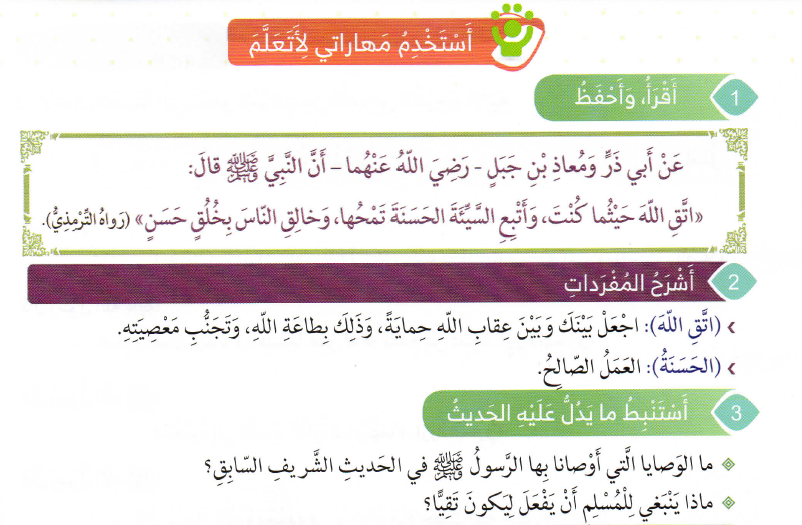 أَسْتَخْدِمُ مَهاراتي لِأَتَعَلَّمَ
1 أَقْرَأُ، وَأَحْفَظُ
عَنْ أَبي ذَرٍّ وَمُعاذِ بْنِ جَبَلٍ - رَضِيَ اللّهُ عَنْهُما – أَنَّ النَّبِيَّ ﷺ قالَ:
«اتَّقِ اللّهَ حَيْثُما كُنْتَ، وَأَتْبِعِ السَّيِّئَةَ الحَسَنَةَ تَمْحُها، وَخالِقِ النّاسَ بِخُلُقٍ حَسَنٍ» (رَواهُ التِّرْمِذِيُّ).
2 أَشْرَحُ المُفْرَداتِ
(اتَّقِ اللّهَ): اجْعَلْ بَيْنَكَ وَبَيْنَ عِقابِ اللّهِ حِمايَةً، وَذَلِكَ بِطاعَةِ اللّهِ، وَتَجَنُّبِ مَعْصِيَتِهِ.
(الحَسَنَةُ): العَمَلُ الصّالِحُ.
3 أَسْتَنْبِطُ ما يَدُلُّ عَلَيْهِ الحَديثُ
ما الوَصايا الَّتي أَوْصانا بِها الرَّسولُ ﷺ في الحَديثِ الشَّريفِ السّابِقِ؟
ماذا يَنْبَغي لِلْمُسْلِمِ أَنْ يَفْعَلَ لِيَكونَ تَقِيًّا؟